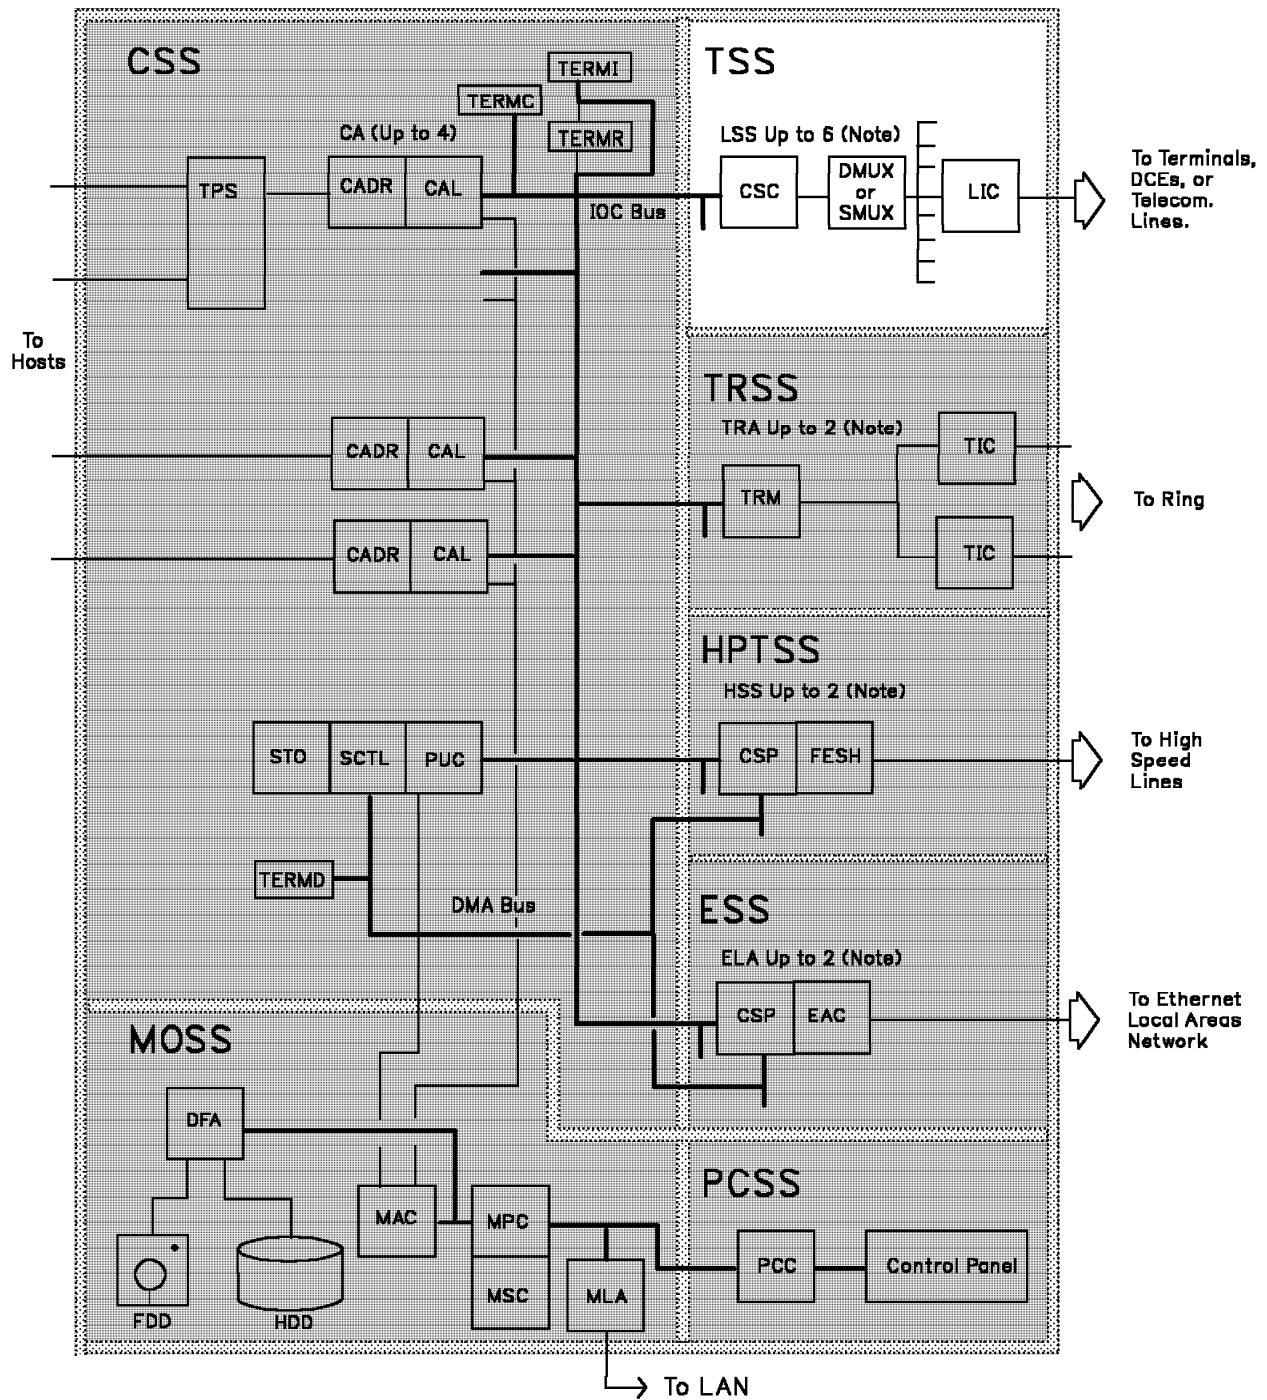 CSS
TERMI
TERMC
TERMR
CA (Up to 4)
TPS
CADR
CAL
IOC Bus
TSS
LSS Up to 6 (Note)
CSC
DMUX
or
SMUX
LIC
To Terminals,
DCEs, or
Telecom.
Lines.
To
Hosts
CADR
CAL
CADR
CAL
TRSS
TRA Up to 2 (Note)
TRM
TIC
TIC
To Ring
HPTSS
HSS Up to 2 (Note)
STO
SCTL
PUC
CSP
FESH
To High
Speed
Lines
TERMD
DMA Bus
ESS
ELA Up to 2 (Note)
CSP
EAC
To Ethernet
Local Areas
Network
MOSS
DFA
FDD
HDD
MAC
MPC
MSC
MLA
PCSS
PCC
Control Panel
To LAN